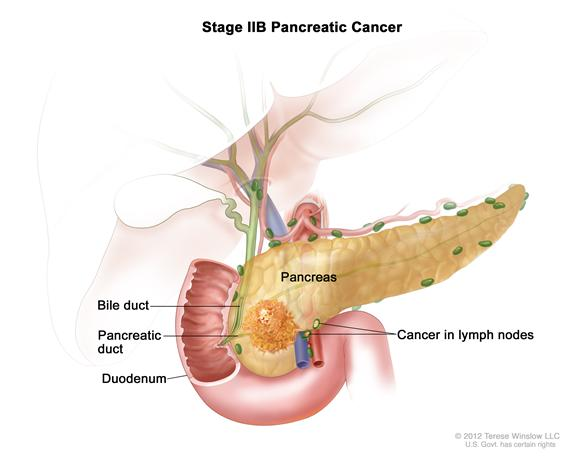 Stage IIB Pancreatic Cancer
Pancreas
Bile duct
Pancreatic
duct
Cancer in lymph nodes
Duodenum
© 2012 Terese Winslow LLC
U.S. Govt. has certain rights